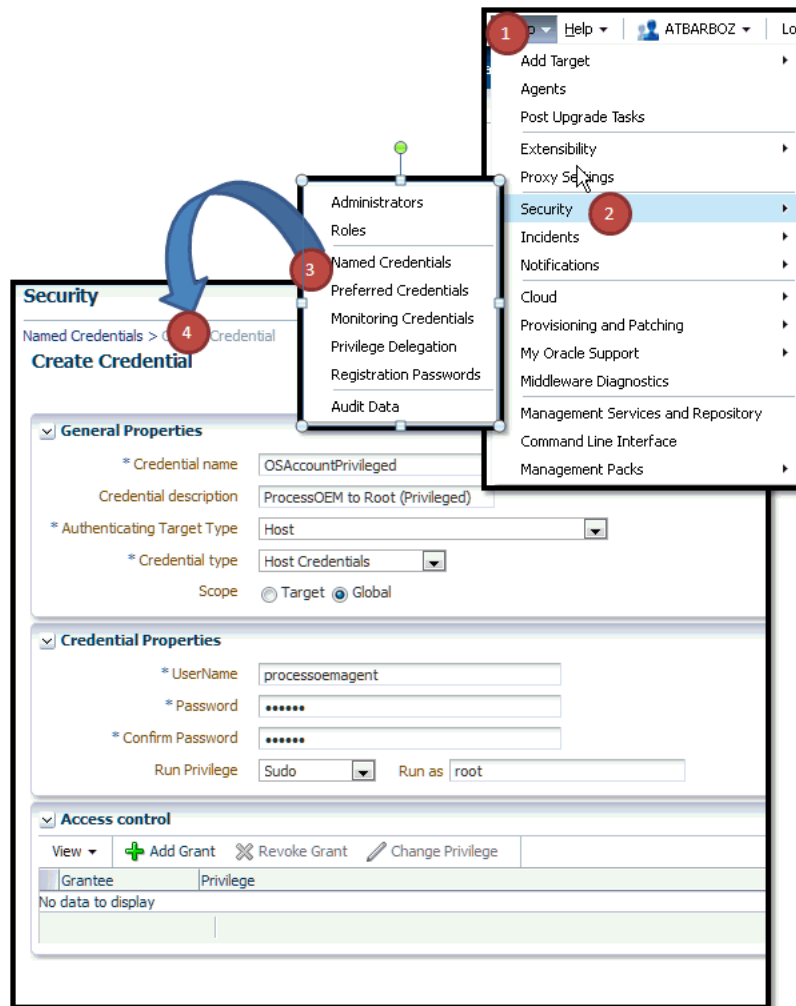 1 Help ATBARBOZ Lo
Add Target
Agents
Post Upgrade Tasks
Extensibility
Proxy Settings
Security 2
Incidents
Notifications
Cloud
Provisioning and Patching
My Oracle Support
Middleware Diagnostics
Management Services and Repository
Command Line Interface
Management Packs
Administrators
Roles
3 Named Credentials
Preferred Credentials
Monitoring Credentials
Privilege Delegation
Registration Passwords
Audit Data
Security
Named Credentials > 4 Credential
Create Credential
General Properties
* Credential name OSAccountPrivileged
Credential description ProcessOEM to Root (Privileged)
* Authenticating Target Type Host
* Credential type Host Credentials
Scope Target Global
Credential Properties
* UserName processoemagent
* Password ••••••
* Confirm Password ••••••
Run Privilege Sudo Run as root
Access control
View Add Grant Revoke Grant Change Privilege
Grantee Privilege
No data to display